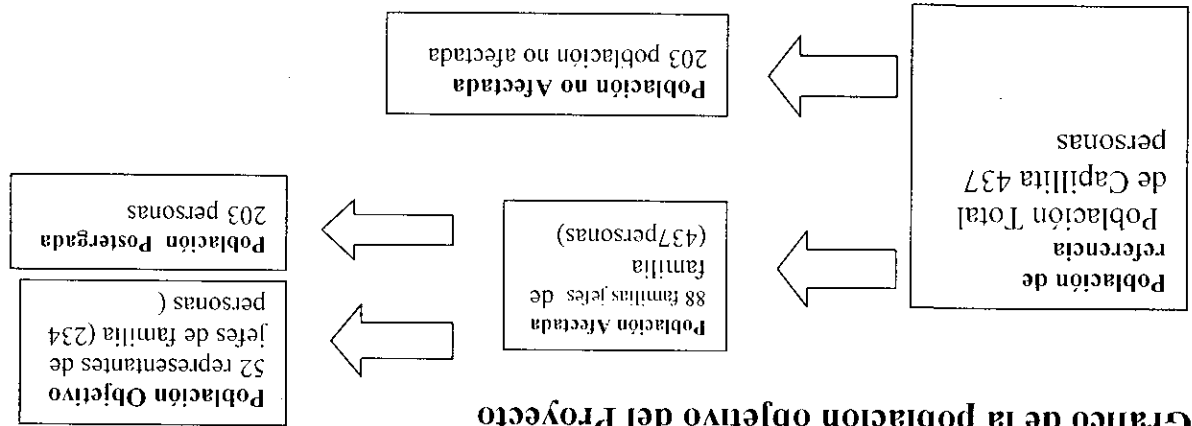 Gráfico de la población objetivo del Proyecto
Población de
referencia
Población Total
de Capillita 437
personas
Población Afectada
88 familias jefes de
familia
(437personas)
Población Objetivo
52 representantes de
jefes de familia (234
personas (
Población Postergada
203 personas
Población no Afectada
203 población no afectada